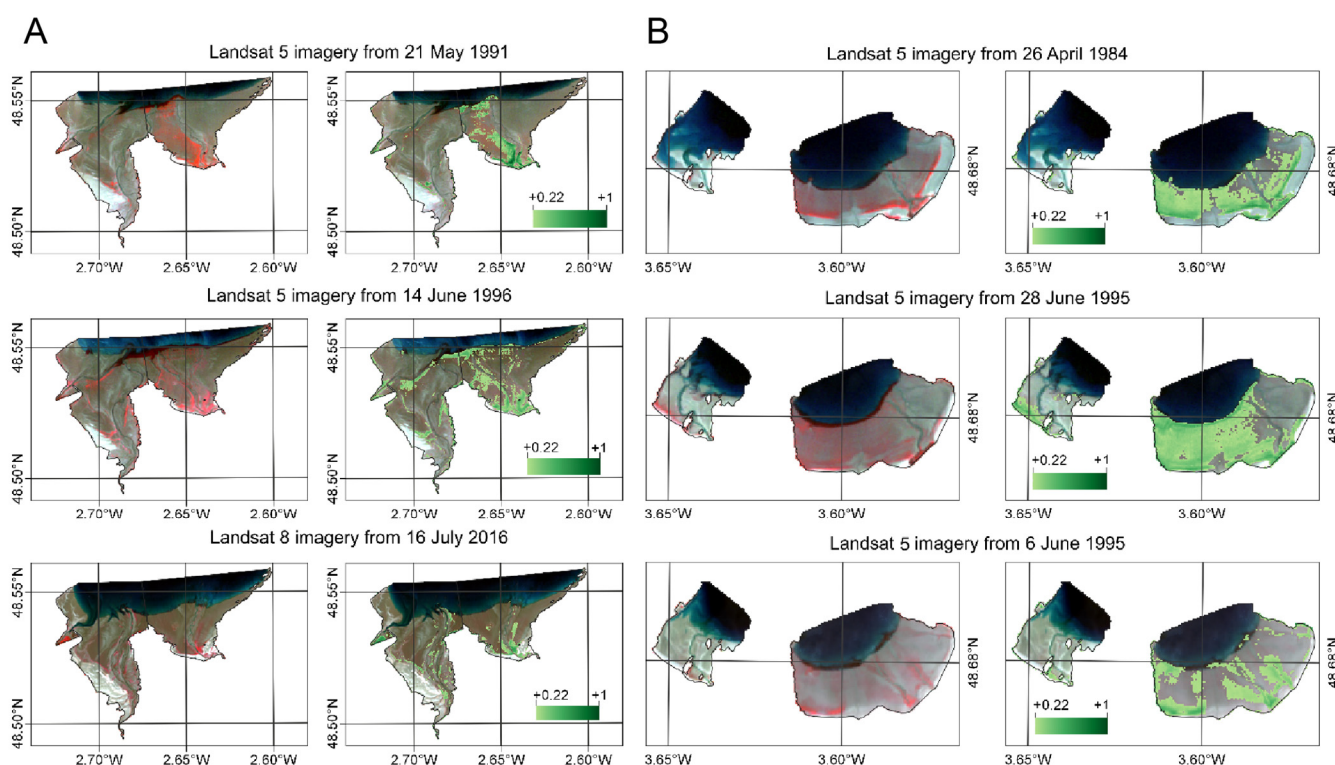 A
Landsat 5 imagery from 21 May 1991
48.55°N
48.50°N
48.55°N
48.50°N
+0.22 +1
2.70°W 2.65°W 2.60°W 2.70°W 2.65°W 2.60°W
Landsat 5 imagery from 14 June 1996
48.55°N
48.50°N
48.55°N
48.50°N
+0.22 +1
2.70°W 2.65°W 2.60°W 2.70°W 2.65°W 2.60°W
Landsat 8 imagery from 16 July 2016
48.55°N
48.50°N
48.55°N
48.50°N
+0.22 +1
2.70°W 2.65°W 2.60°W 2.70°W 2.65°W 2.60°W
B
Landsat 5 imagery from 26 April 1984
48.68°N
48.68°N
+0.22 +1
3.65°W 3.60°W 3.65°W 3.60°W
Landsat 5 imagery from 28 June 1995
48.68°N
48.68°N
+0.22 +1
3.65°W 3.60°W 3.65°W 3.60°W
Landsat 5 imagery from 6 June 1995
48.68°N
48.68°N
+0.22 +1
3.65°W 3.60°W 3.65°W 3.60°W